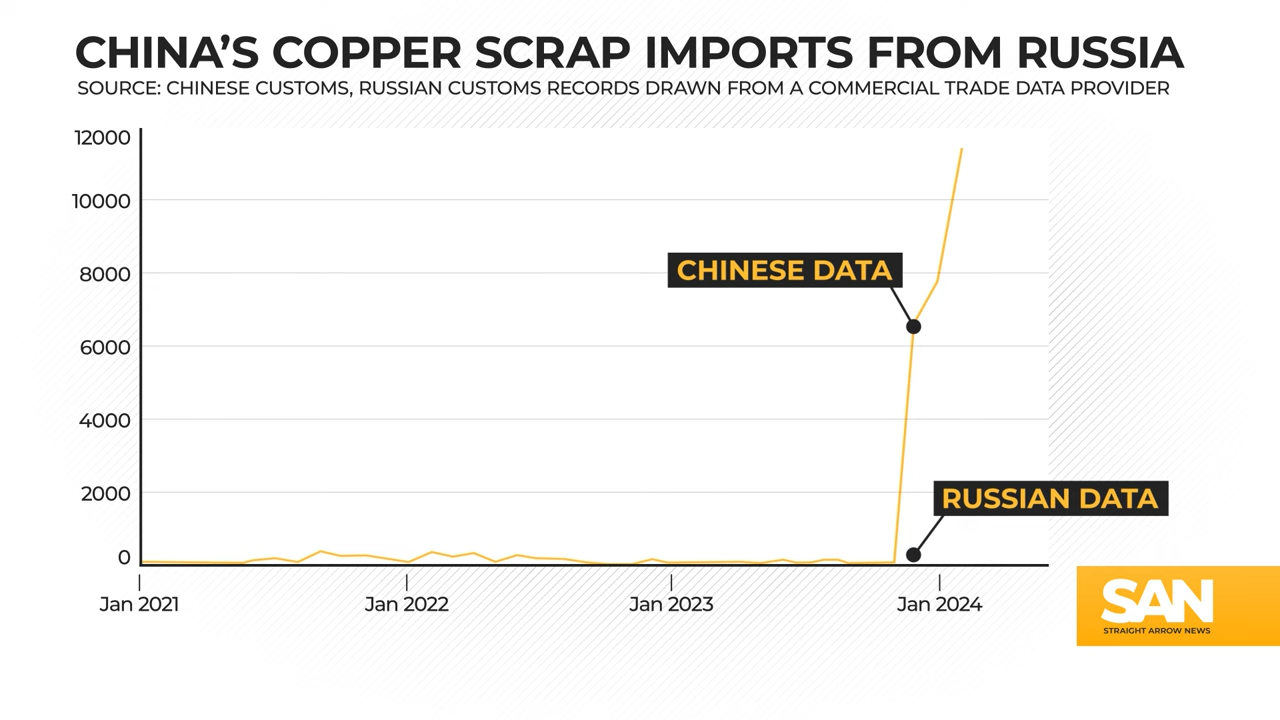 CHINA'S COPPER SCRAP IMPORTS FROM RUSSIA
SOURCE: CHINESE CUSTOMS, RUSSIAN CUSTOMS RECORDS DRAWN FROM A COMMERCIAL TRADE DATA PROVIDER
12000
10000
8000
6000
4000
2000
0
CHINESE DATA
RUSSIAN DATA
Jan 2021
Jan 2022
Jan 2023
Jan 2024
SAN
STRAIGHT ARROW NEWS